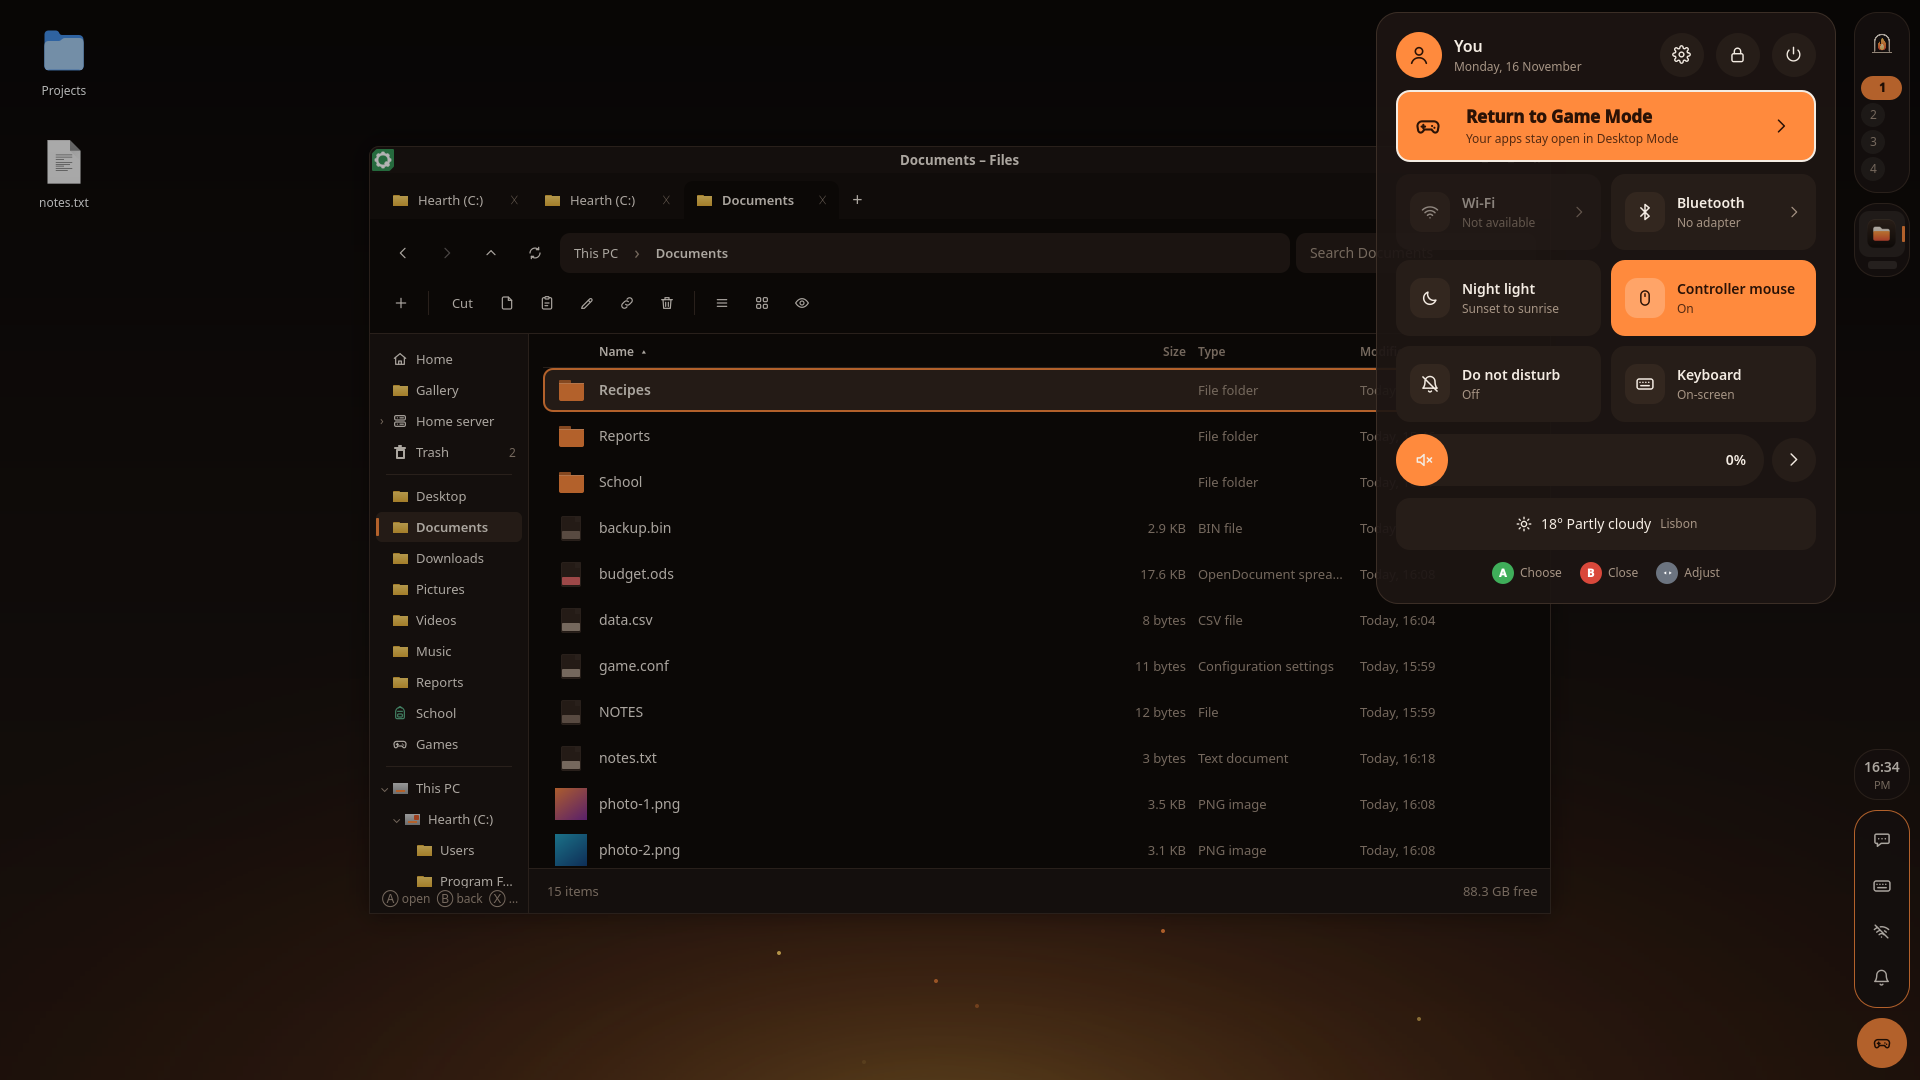 Projects
notes.txt
Documents – Files
Hearth (C:)
Hearth (C:)
Documents
This PC
Documents
Search Documents
Cut
Home
Gallery
Home server
Trash
2
Desktop
Documents
Downloads
Pictures
Videos
Music
Reports
School
Games
This PC
Hearth (C:)
Users
Program F...
A open B back X ...
Name Size Type
Recipes File folder
Reports File folder
School File folder
backup.bin 2.9 KB BIN file
budget.ods 17.6 KB OpenDocument sprea...
data.csv 8 bytes CSV file Today, 16:04
game.conf 11 bytes Configuration settings Today, 15:59
NOTES 12 bytes File Today, 15:59
notes.txt 3 bytes Text document Today, 16:18
photo-1.png 3.5 KB PNG image Today, 16:08
photo-2.png 3.1 KB PNG image Today, 16:08
15 items
88.3 GB free
You
Monday, 16 November
Return to Game Mode
Your apps stay open in Desktop Mode
Wi-Fi
Not available
Bluetooth
No adapter
Night light
Sunset to sunrise
Controller mouse
On
Do not disturb
Off
Keyboard
On-screen
0%
18° Partly cloudy Lisbon
A Choose B Close Adjust
1
2
3
4
16:34
PM